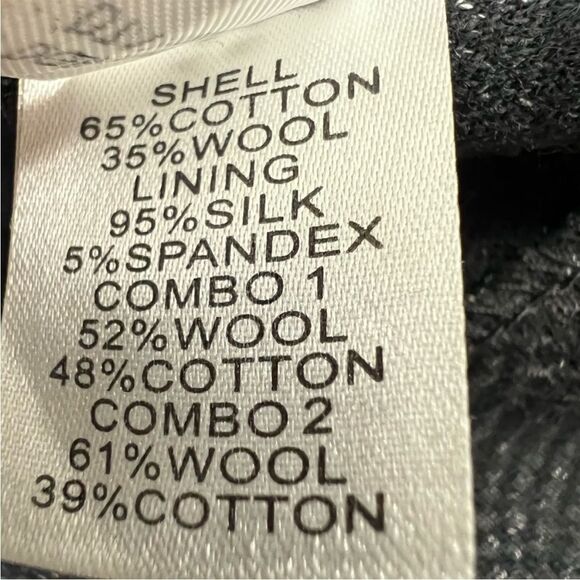 SHELL
65%COTTON
35%WOOL
LINING
95%SILK
5%SPANDEX
COMBO 1
52%WOOL
48%COTTON
COMBO 2
61%WOOL
39%COTTON